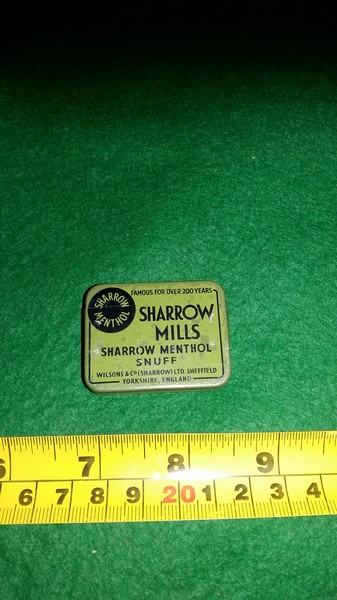 FAMOUS FOR OVER 200 YEARS
SHARROW
MENTHOL
SHARROW
MILLS
SHARROW MENTHOL
SNUFF
WILSONS & CO (SHARROW) LTD. SHEFFIELD
YORKSHIRE, ENGLAND
6 7 8 9
6 7 8 9 20 1 2 3 4